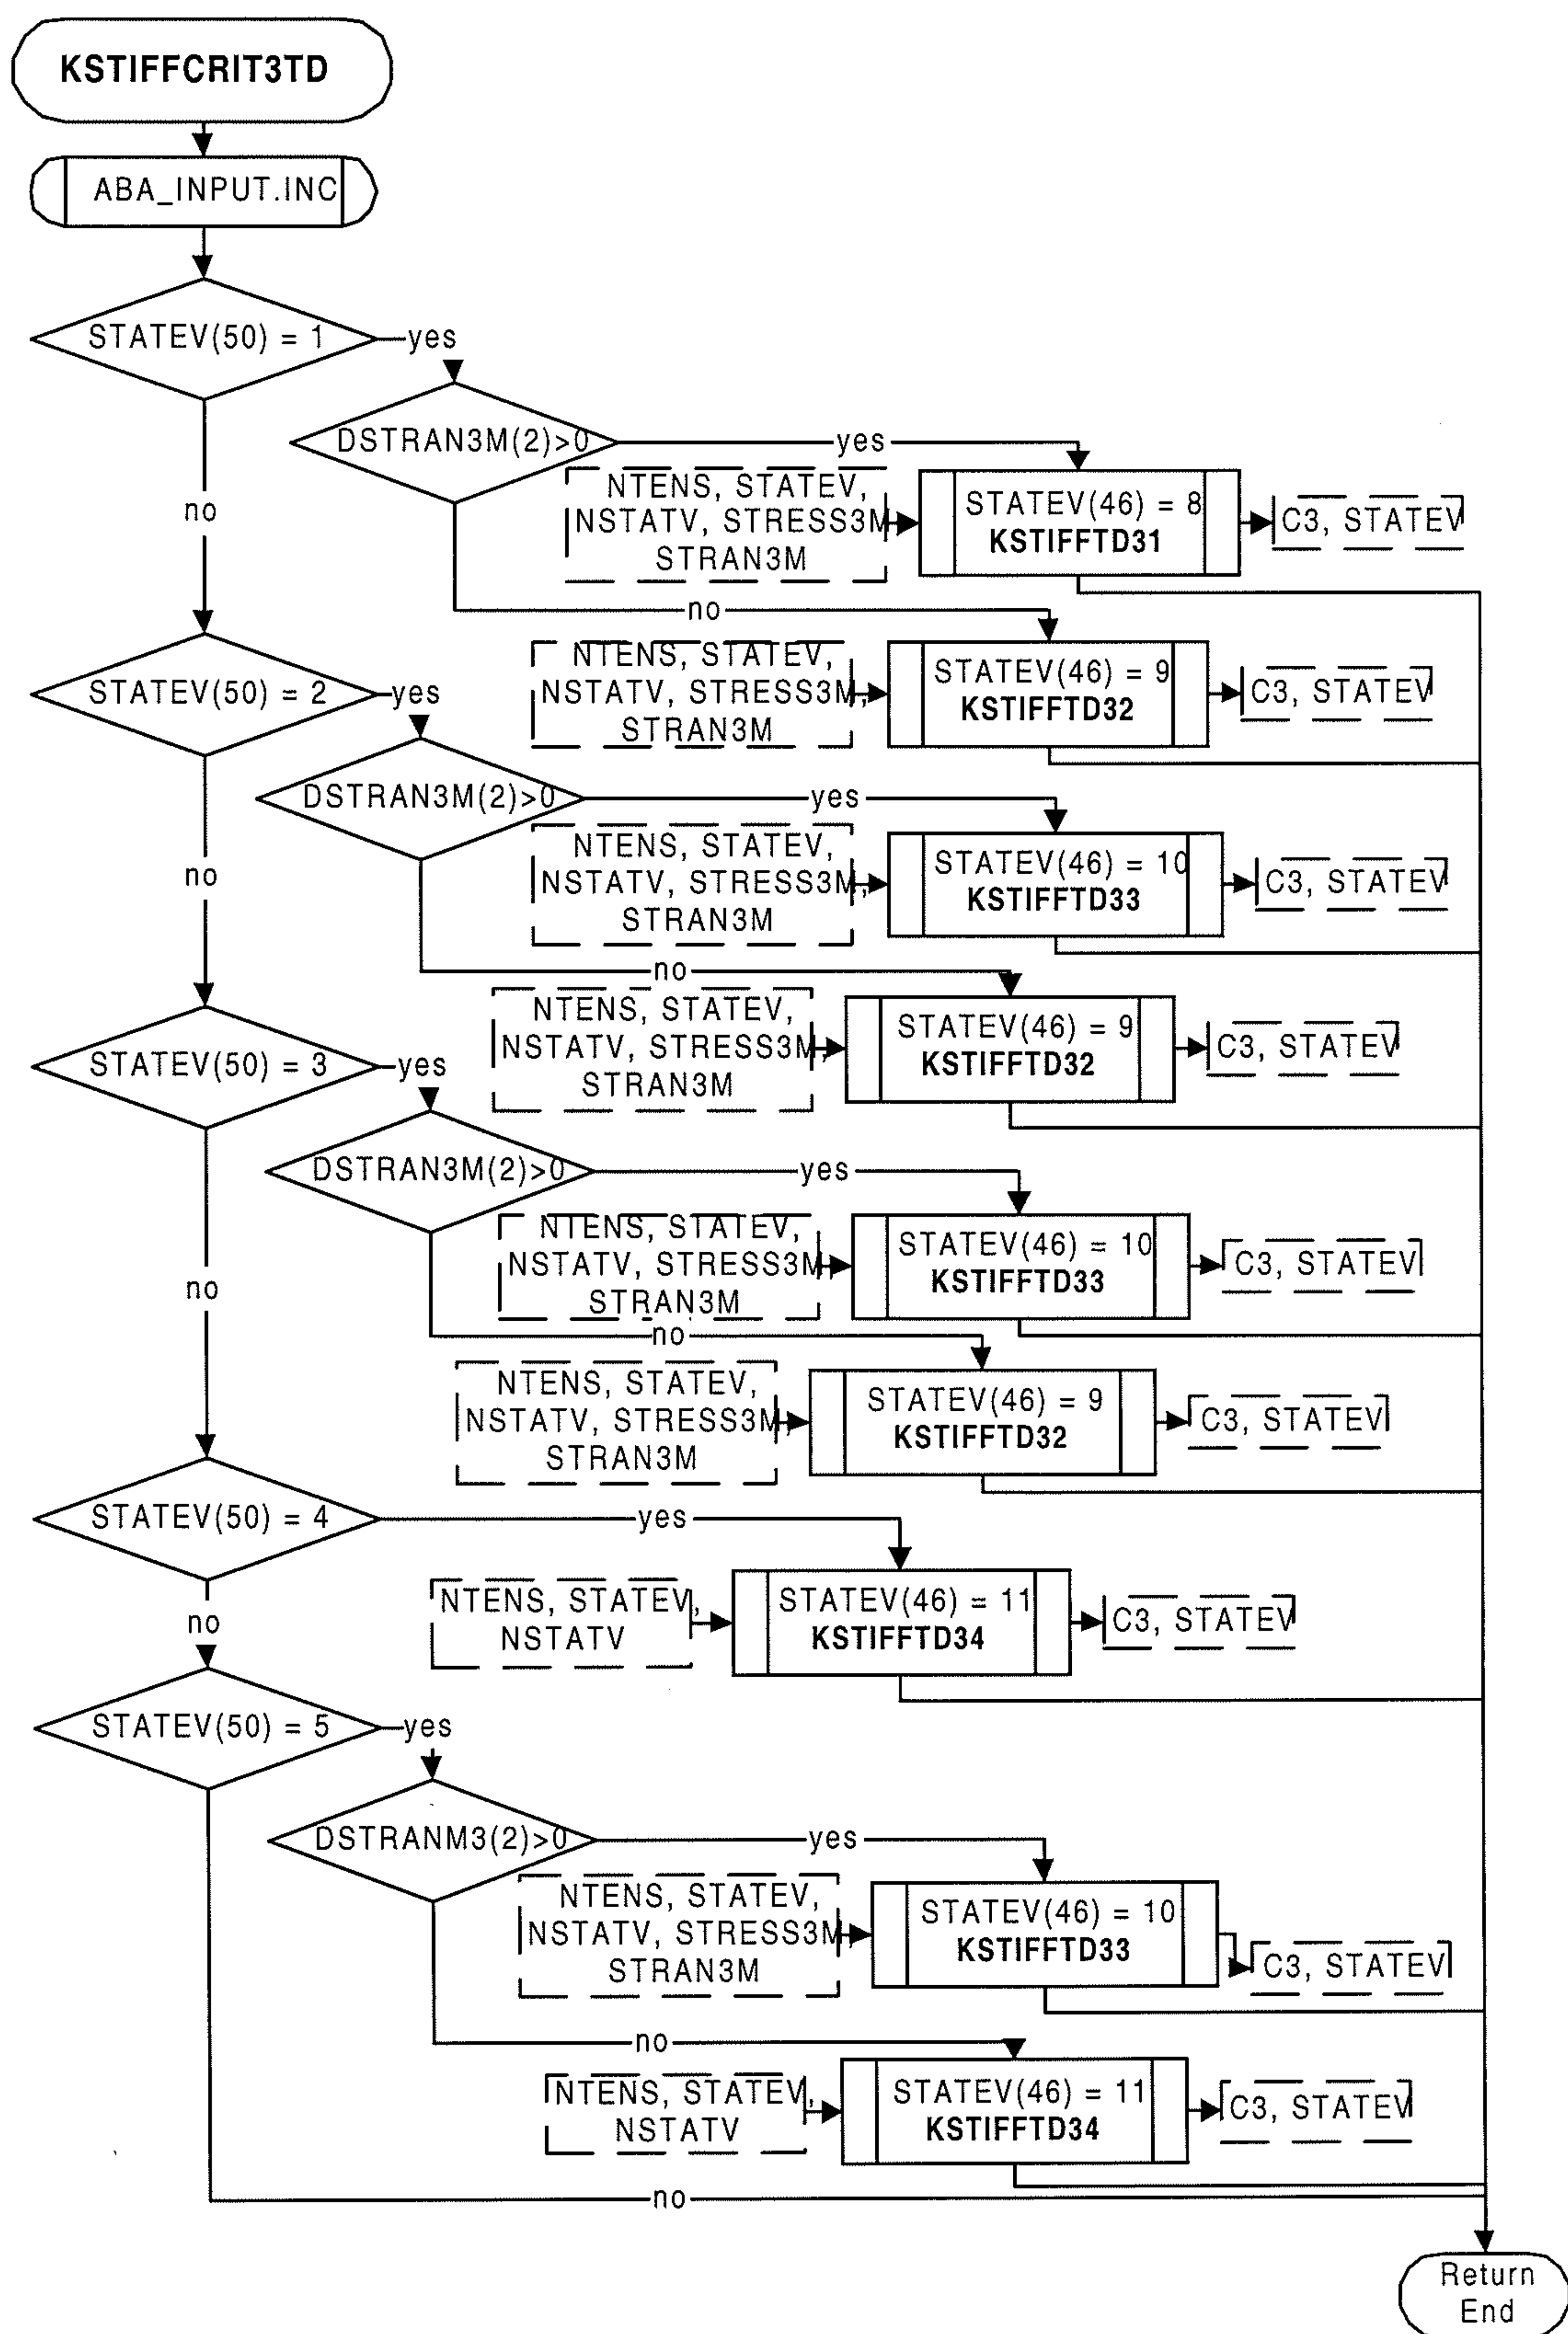 KSTIFFCRIT3TD
ABA_INPUT.INC
STATEV(50) = 1
yes
DSTRAN3M(2)>0
yes
NTENS, STATEV,
NSTATV, STRESS3M,
STRAN3M
STATEV(46) = 8
KSTIFFTD31
C3, STATEV
no
no
NTENS, STATEV,
NSTATV, STRESS3M,
STRAN3M
STATEV(46) = 9
KSTIFFTD32
C3, STATEV
STATEV(50) = 2
yes
DSTRAN3M(2)>0
yes
NTENS, STATEV,
NSTATV, STRESS3M,
STRAN3M
STATEV(46) = 10
KSTIFFTD33
C3, STATEV
no
no
NTENS, STATEV,
NSTATV, STRESS3M,
STRAN3M
STATEV(46) = 9
KSTIFFTD32
C3, STATEV
STATEV(50) = 3
yes
DSTRAN3M(2)>0
yes
NTENS, STATEV,
NSTATV, STRESS3M,
STRAN3M
STATEV(46) = 10
KSTIFFTD33
C3, STATEV
no
no
NTENS, STATEV,
NSTATV, STRESS3M,
STRAN3M
STATEV(46) = 9
KSTIFFTD32
C3, STATEV
STATEV(50) = 4
yes
NTENS, STATEV,
NSTATV
STATEV(46) = 11
KSTIFFTD34
C3, STATEV
no
STATEV(50) = 5
yes
DSTRANM3(2)>0
yes
NTENS, STATEV,
NSTATV, STRESS3M,
STRAN3M
STATEV(46) = 10
KSTIFFTD33
C3, STATEV
no
NTENS, STATEV,
NSTATV
STATEV(46) = 11
KSTIFFTD34
C3, STATEV
no
Return
End